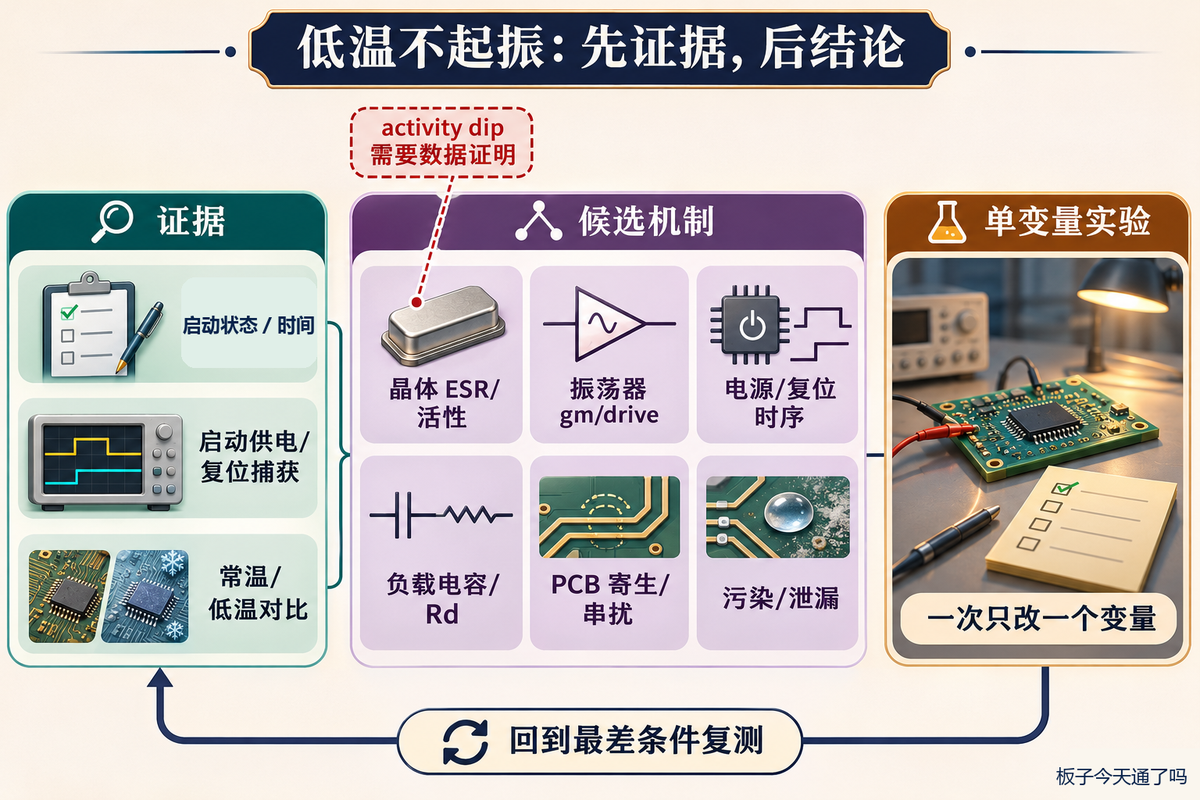 低温不起振：先证据，后结论
activity dip
需要数据证明
证据
启动状态 / 时间
启动供电/
复位捕获
常温/
低温对比
候选机制
晶体 ESR/
活性
振荡器
gm/drive
电源/复位
时序
负载电容/
Rd
PCB 寄生/
串扰
污染/泄漏
单变量实验
一次只改一个变量
回到最差条件复测
板子今天通了吗